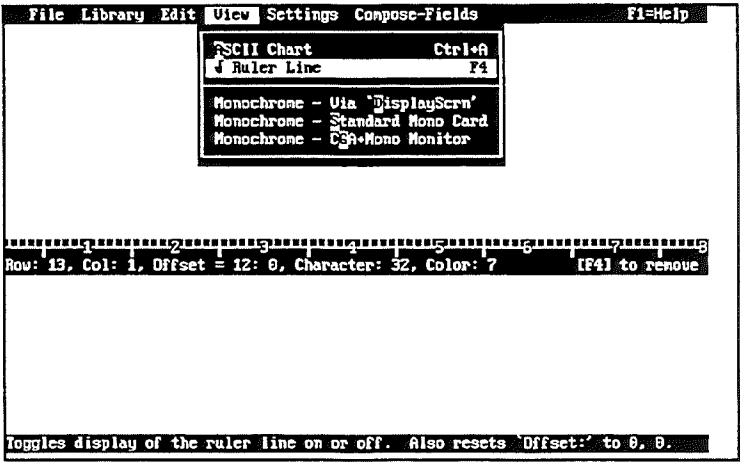 File Library Edit View Settings Compose-Fields F1=Help
ASCII Chart Ctrl+A
√ Ruler Line F4
Monochrome - Via `DisplayScrn'
Monochrome - Standard Mono Card
Monochrome - CGA+Mono Monitor
1 2 3 4 5 6 7 8
Row: 13, Col: 1, Offset = 12: 0, Character: 32, Color: 7 [F4] to remove
Toggles display of the ruler line on or off. Also resets `Offset:' to 0, 0.